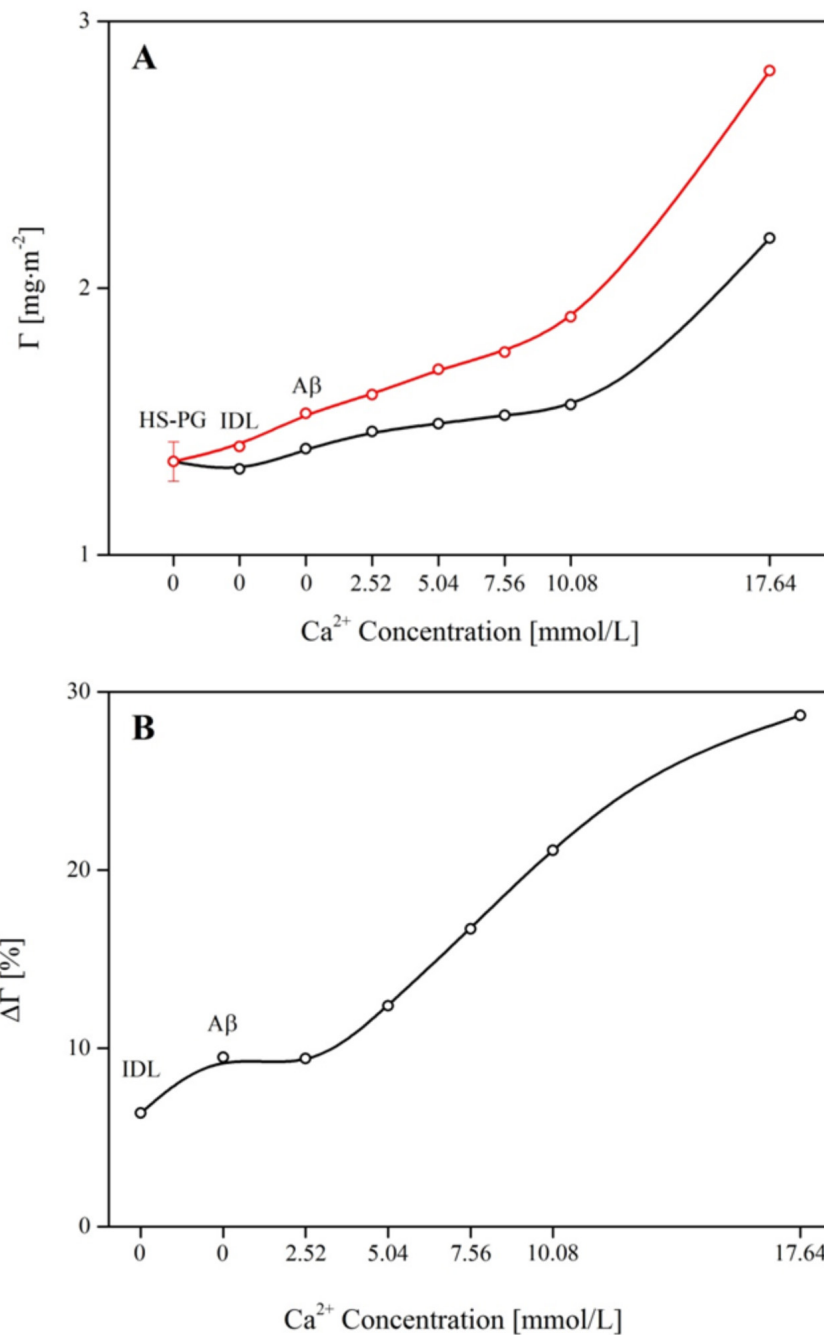 A
3
2
1
Γ [mg·m⁻²]
HS-PG
IDL
Aβ
0 0 0 2.52 5.04 7.56 10.08 17.64
Ca²⁺ Concentration [mmol/L]
B
30
20
10
0
ΔΓ [%]
IDL
Aβ
0 0 2.52 5.04 7.56 10.08 17.64
Ca²⁺ Concentration [mmol/L]